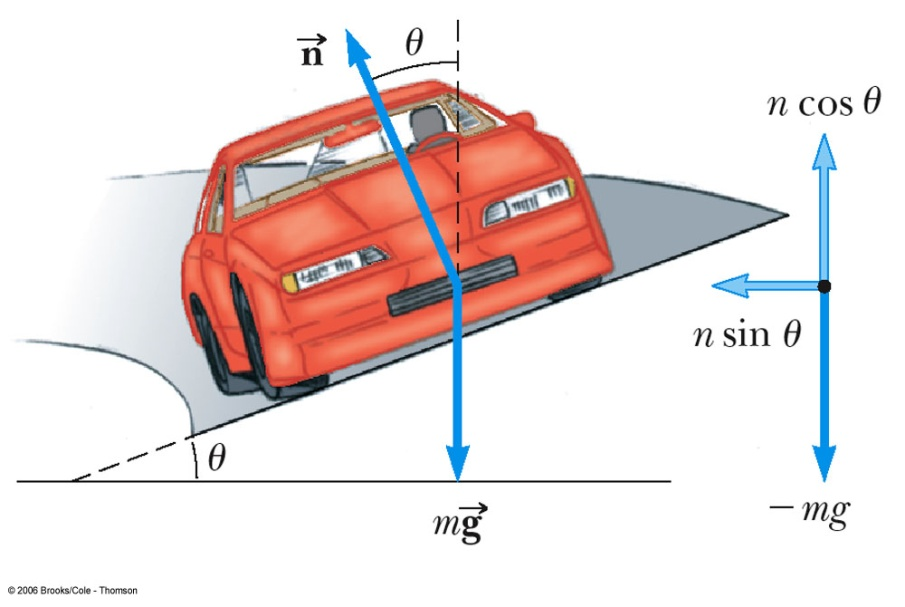 n⃗
θ
n cos θ
n sin θ
θ
mg⃗
− mg
© 2006 Brooks/Cole - Thomson